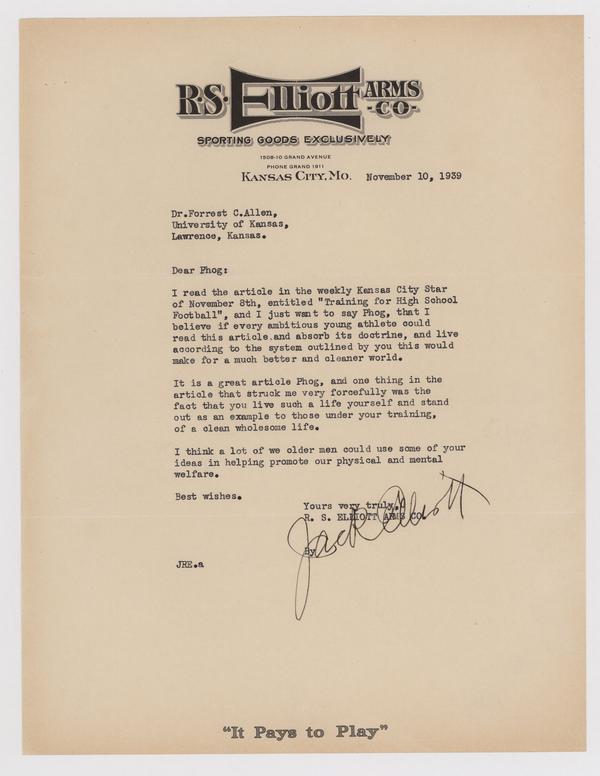 R·S· Elliott ARMS
-CO-
SPORTING GOODS EXCLUSIVELY
1508-10 GRAND AVENUE
PHONE GRAND 1911
KANSAS CITY, MO. November 10, 1939
Dr.Forrest C.Allen,
University of Kansas,
Lawrence, Kansas.
Dear Phog:
I read the article in the weekly Kansas City Star
of November 8th, entitled "Training for High School
Football", and I just want to say Phog, that I
believe if every ambitious young athlete could
read this article.and absorb its doctrine, and live
according to the system outlined by you this would
make for a much better and cleaner world.
It is a great article Phog, and one thing in the
article that struck me very forcefully was the
fact that you live such a life yourself and stand
out as an example to those under your training,
of a clean wholesome life.
I think a lot of we older men could use some of your
ideas in helping promote our physical and mental
welfare.
Best wishes.
Yours very truly,
R. S. ELLIOTT ARMS CO.
Jack Elliott
By
JRE.a
"It Pays to Play"